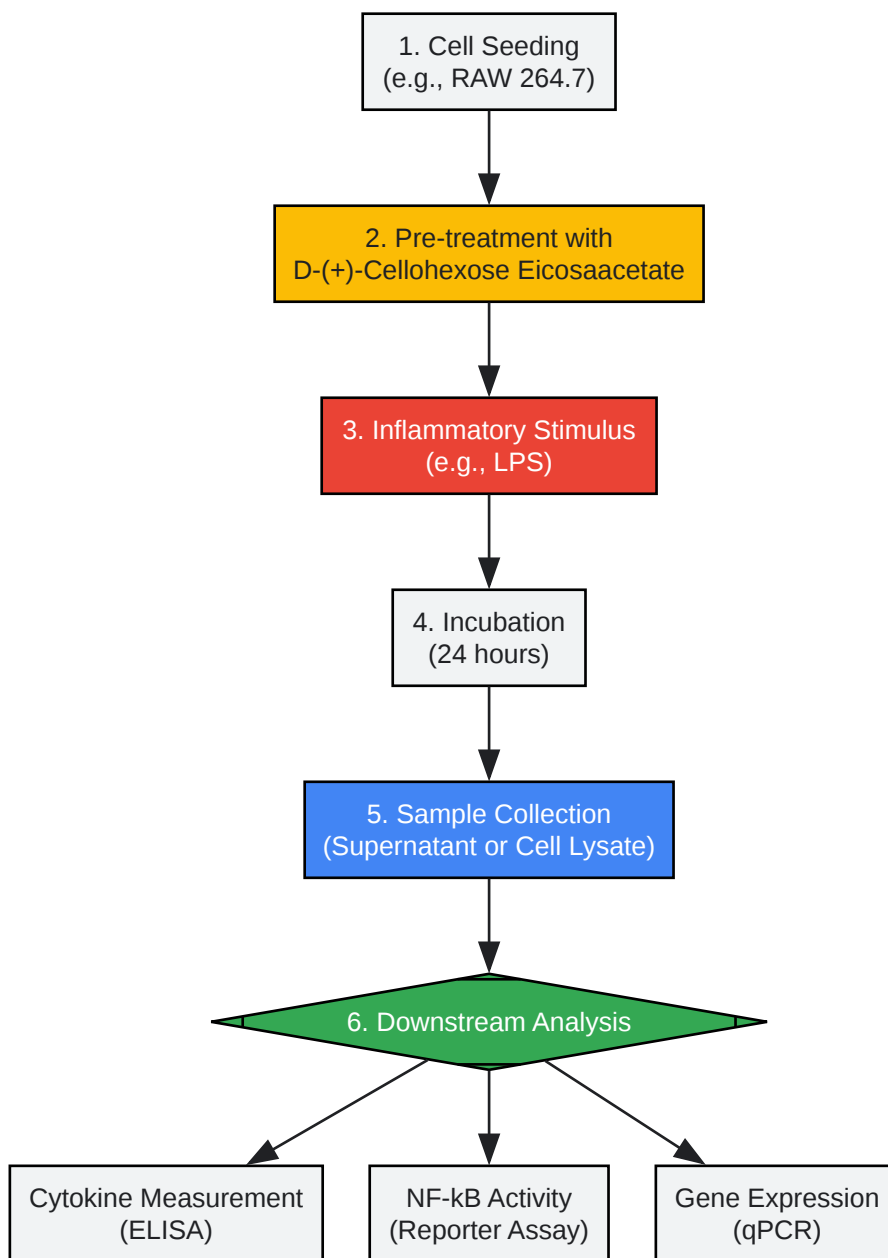 1. Cell Seeding
(e.g., RAW 264.7)
2. Pre-treatment with
D-(+)-Cellohexose Eicosaacetate
3. Inflammatory Stimulus
(e.g., LPS)
4. Incubation
(24 hours)
5. Sample Collection
(Supernatant or Cell Lysate)
6. Downstream Analysis
Cytokine Measurement
(ELISA)
NF-kB Activity
(Reporter Assay)
Gene Expression
(qPCR)